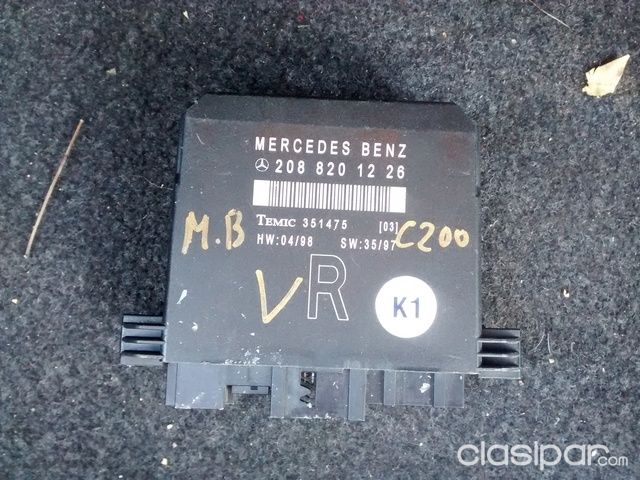 MERCEDES BENZ
208 820 12 26
TEMIC 351475 [03]
HW:04/98 SW:35/97
M.B
C200
V
R
K1
clasipar.com